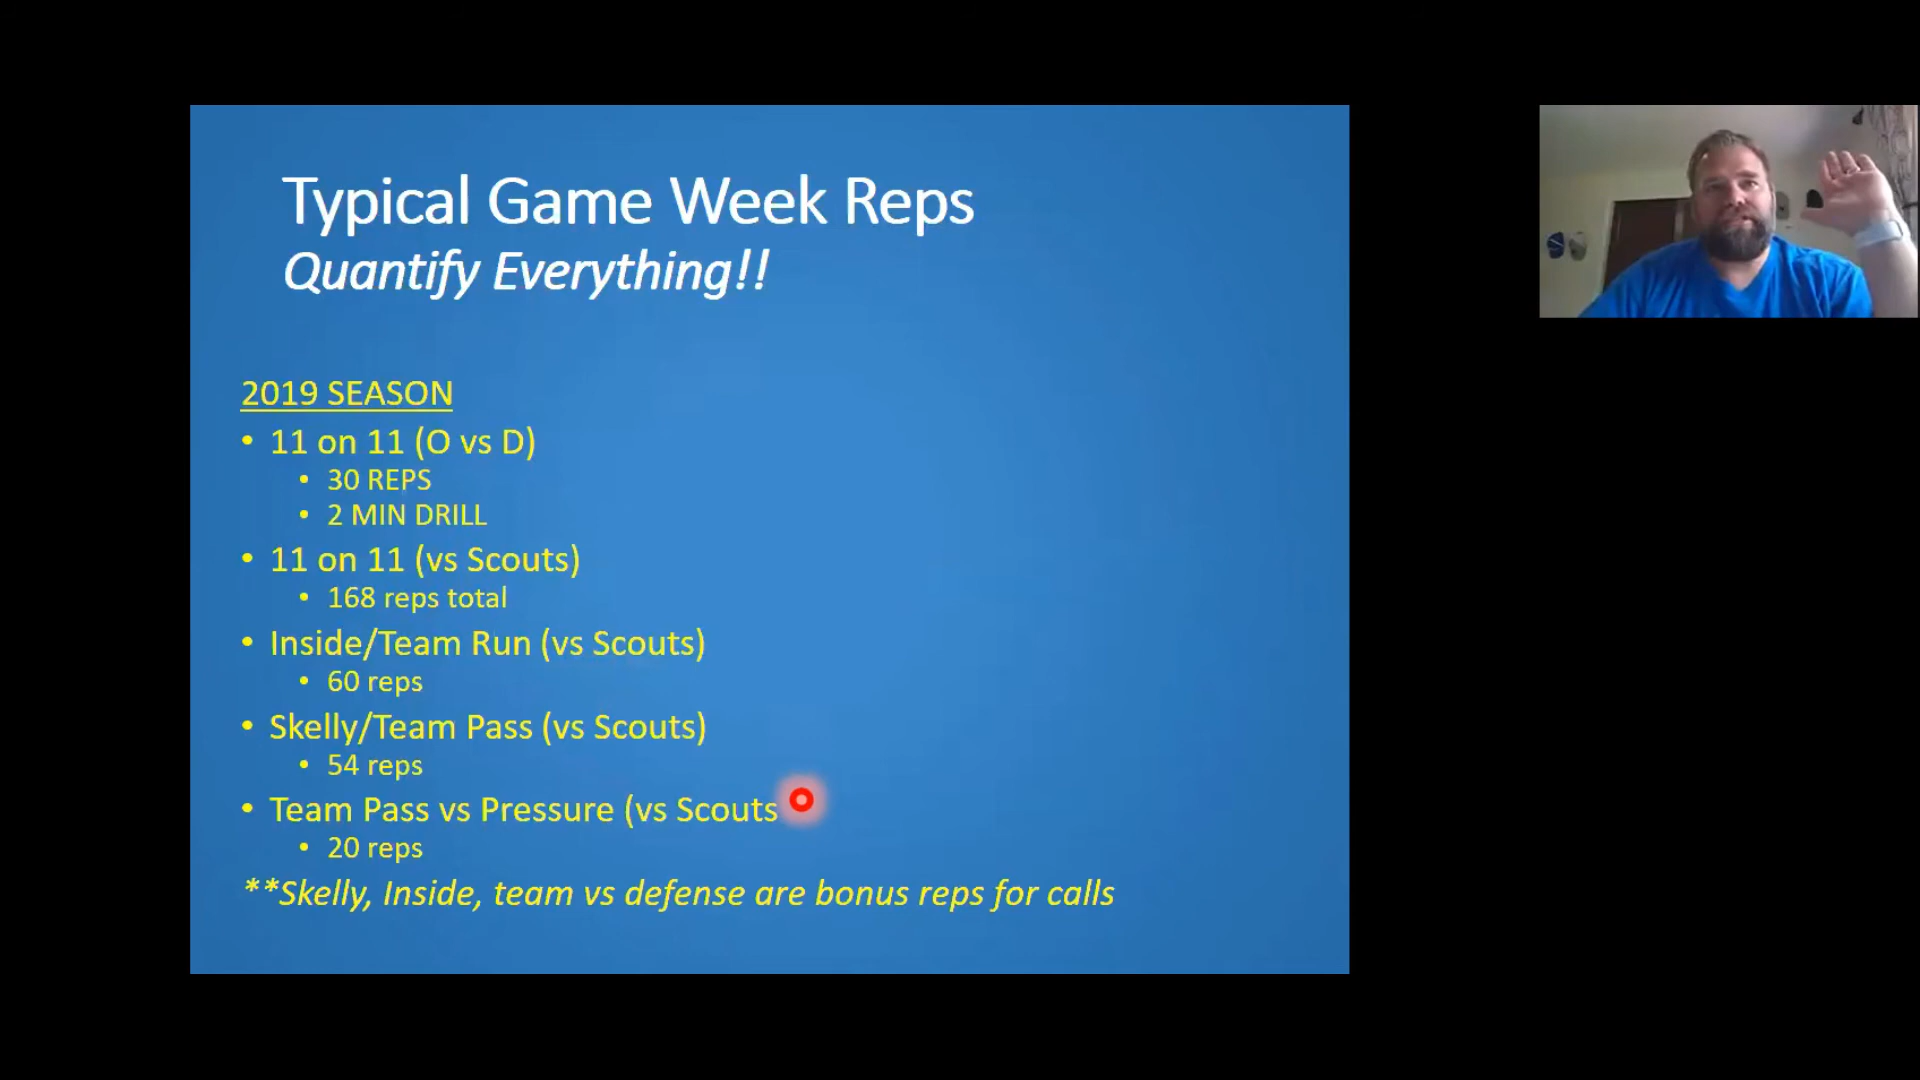 Typical Game Week Reps
Quantify Everything!!
2019 SEASON
• 11 on 11 (O vs D)
• 30 REPS
• 2 MIN DRILL
• 11 on 11 (vs Scouts)
• 168 reps total
• Inside/Team Run (vs Scouts)
• 60 reps
• Skelly/Team Pass (vs Scouts)
• 54 reps
• Team Pass vs Pressure (vs Scouts
• 20 reps
**Skelly, Inside, team vs defense are bonus reps for calls